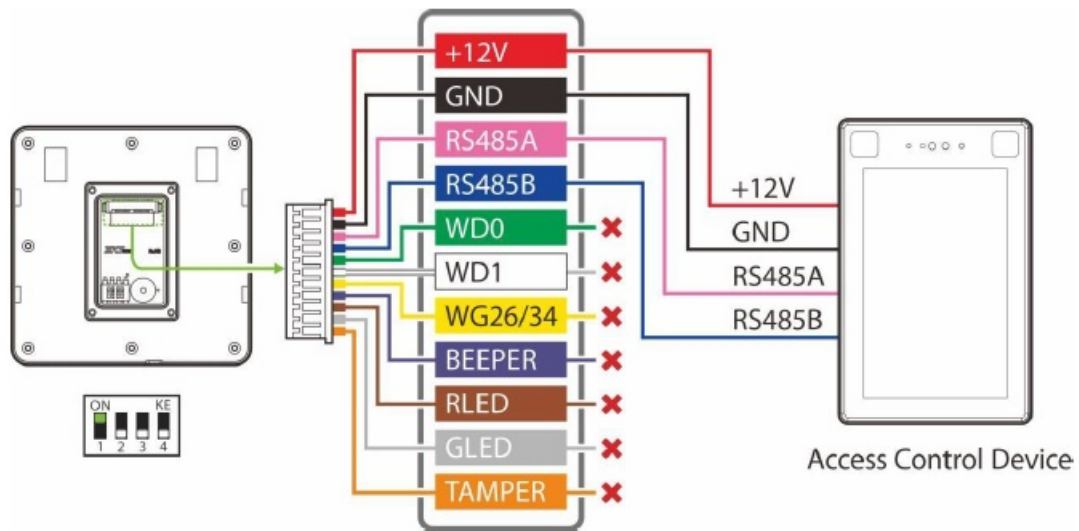 +12V
GND
RS485A
RS485B
WD0
WD1
WG26/34
BEEPER
RLED
GLED
TAMPER
+12V
GND
RS485A
RS485B
ON KE
1 2 3 4
Access Control Device